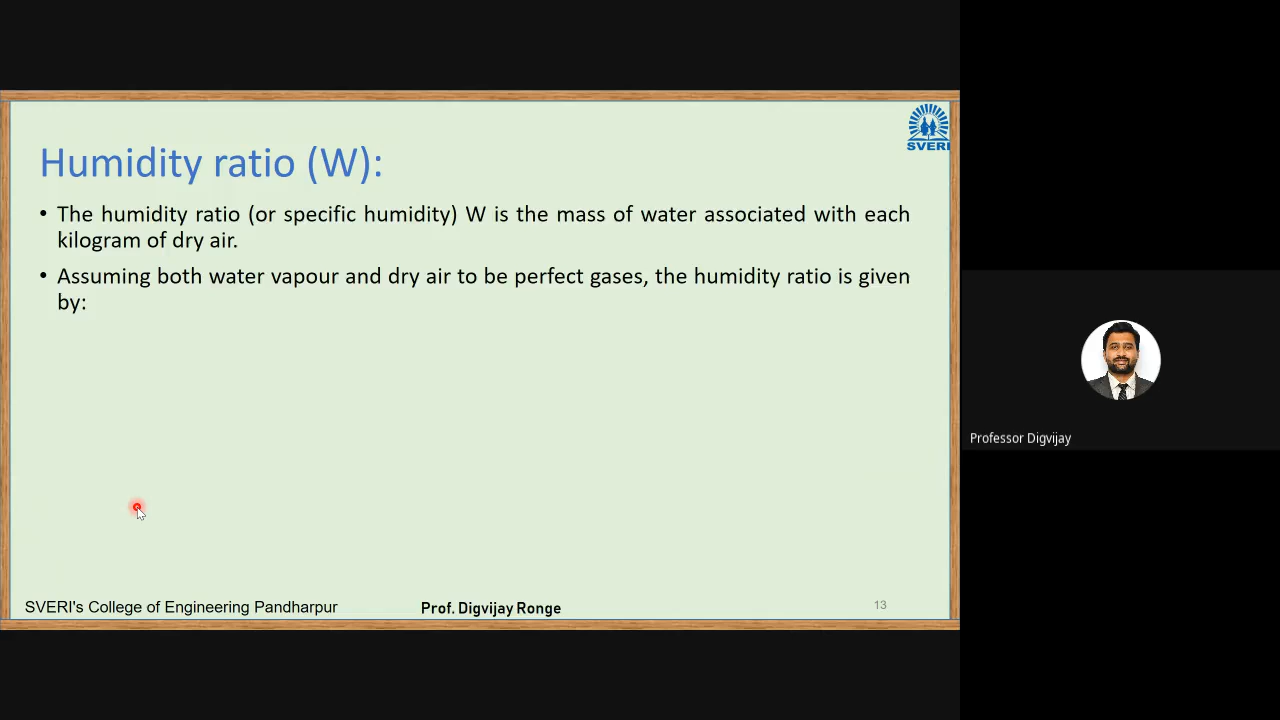 SVERI
Humidity ratio (W):
• The humidity ratio (or specific humidity) W is the mass of water associated with each
kilogram of dry air.
• Assuming both water vapour and dry air to be perfect gases, the humidity ratio is given
by:
Professor Digvijay
SVERI's College of Engineering Pandharpur
Prof. Digvijay Ronge
13